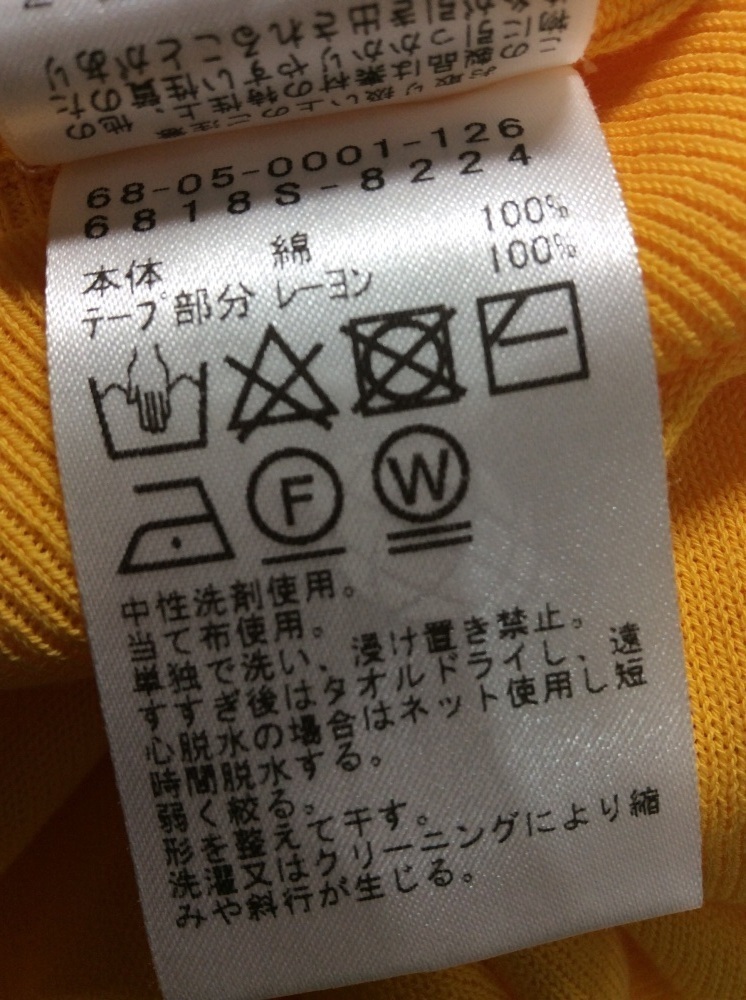 68-05-0001-126
6818S-8224
本体 綿 100%
テープ部分 レーヨン 100%
F
W
中性洗剤使用。
当て布使用。
単独で洗い、浸け置き禁止。
すすぎ後はタオルドライし、遠
心脱水の場合はネット使用し短
時間脱水する。
弱く絞る。
形を整えて干す。
洗濯又はクリーニングにより縮
みや斜行が生じる。